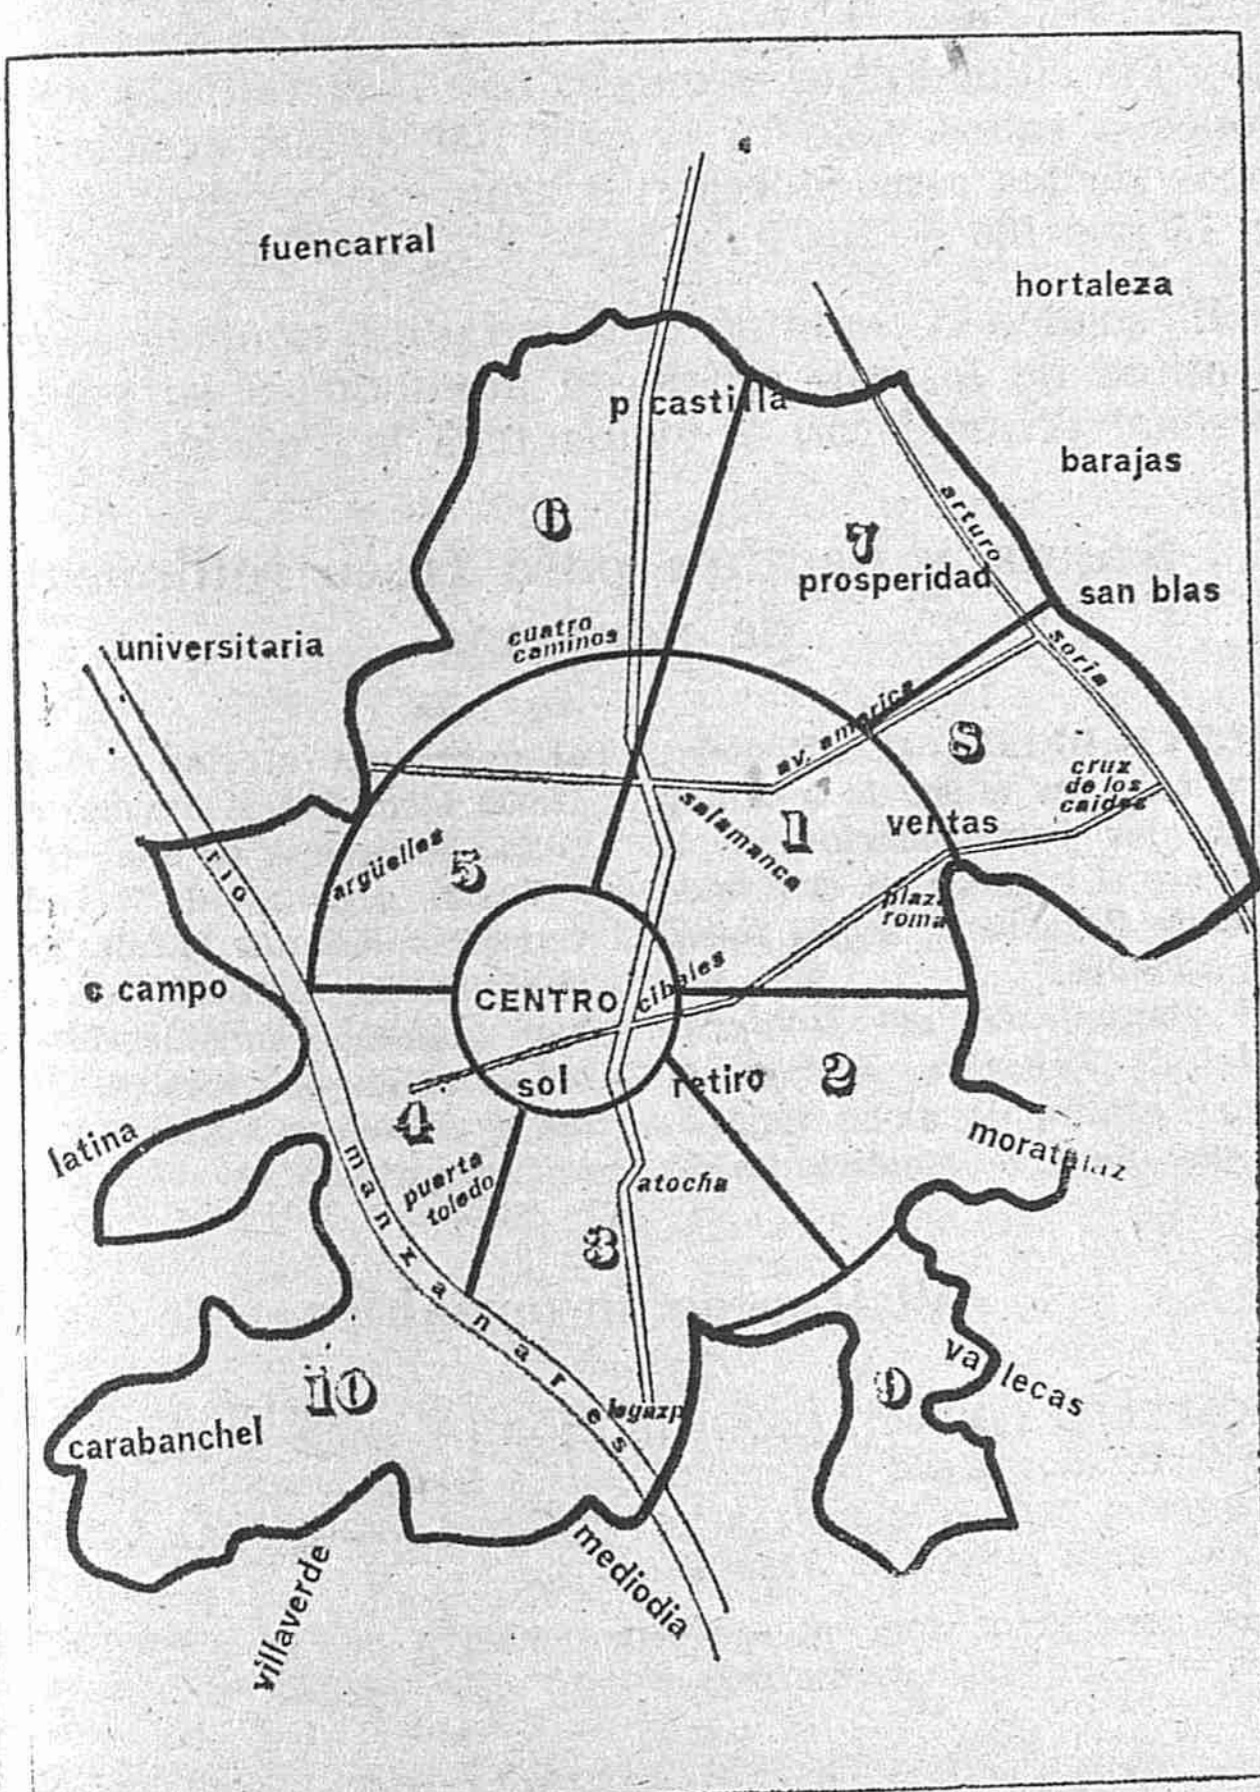 fuencarral
hortaleza
p castilla
barajas
6
7
arturo
prosperidad
san blas
cuatro
caminos
universitaria
soria
av. america
8
crux
de los
caidos
salamanca
1
ventas
argüelles
5
rio
plaza
roma
c campo
CENTRO
cibeles
sol
retiro
2
4
latina
moratalaz
manzanares
puerta
toledo
atocha
3
10
9
vallecas
carabanchel
villaverde
mediodia